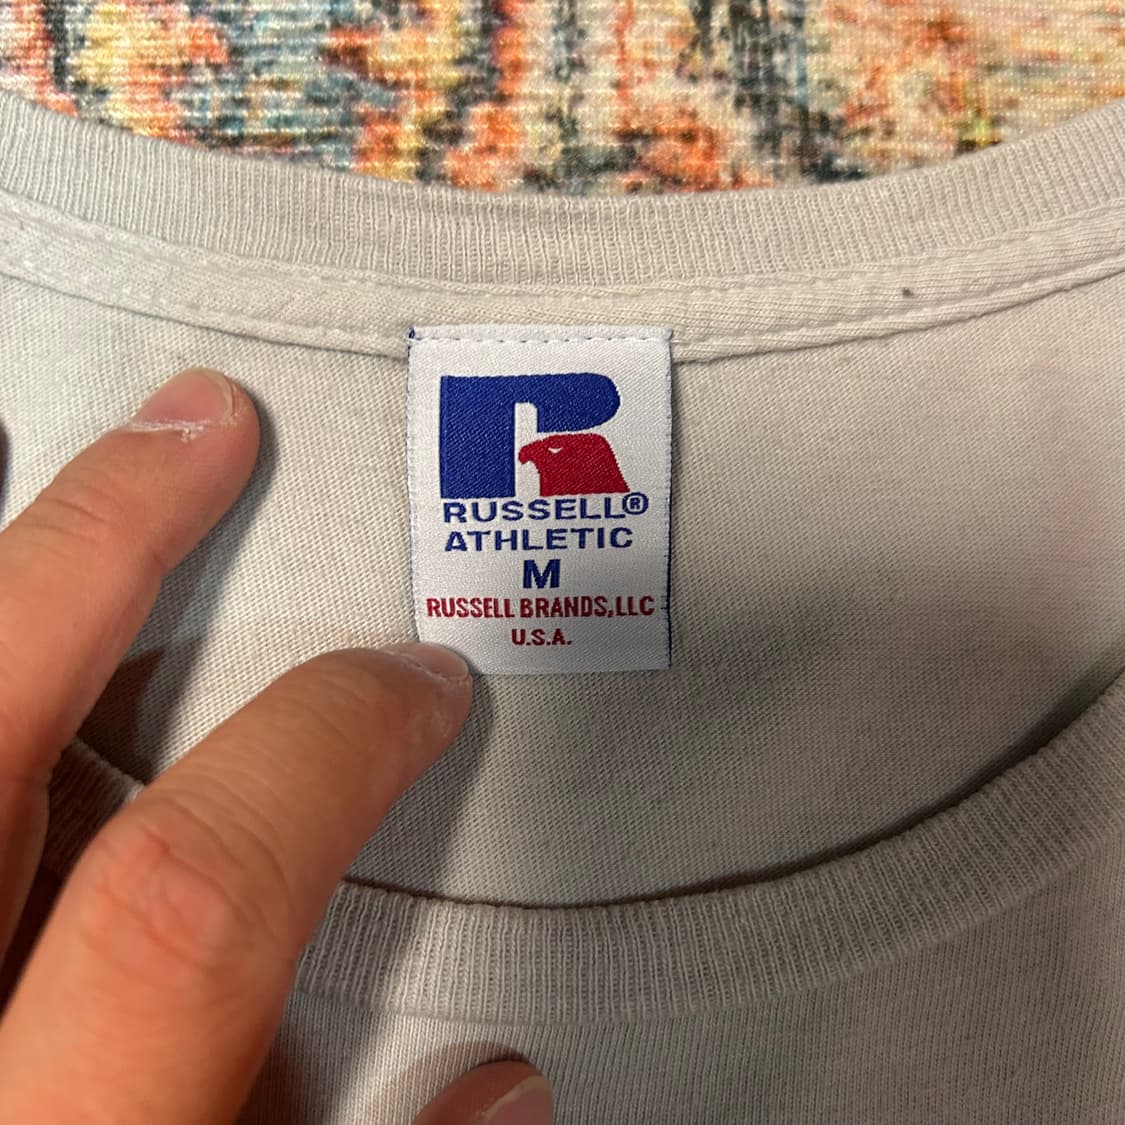 R
RUSSELL®
ATHLETIC
M
RUSSELL BRANDS, LLC
U.S.A.